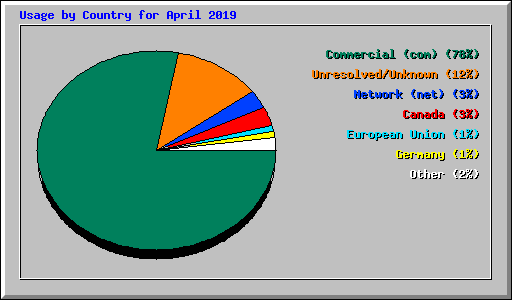 Usage by Country for April 2019
Commercial (com) (78%)
Unresolved/Unknown (12%)
Network (net) (3%)
Canada (3%)
European Union (1%)
Germany (1%)
Other (2%)